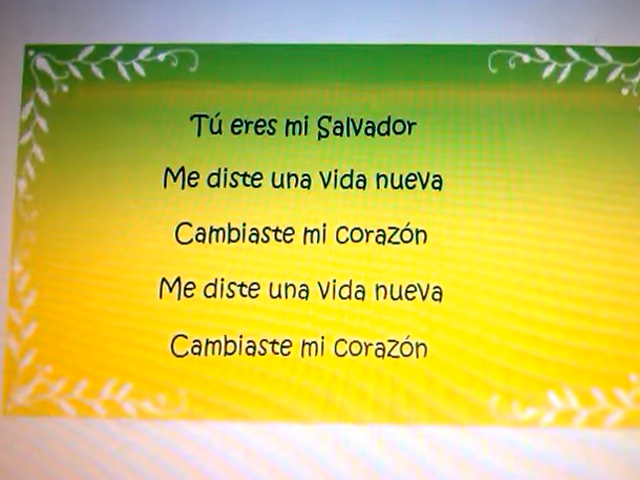 Tú eres mi Salvador
Me diste una vida nueva
Cambiaste mi corazón
Me diste una vida nueva
Cambiaste mi corazón